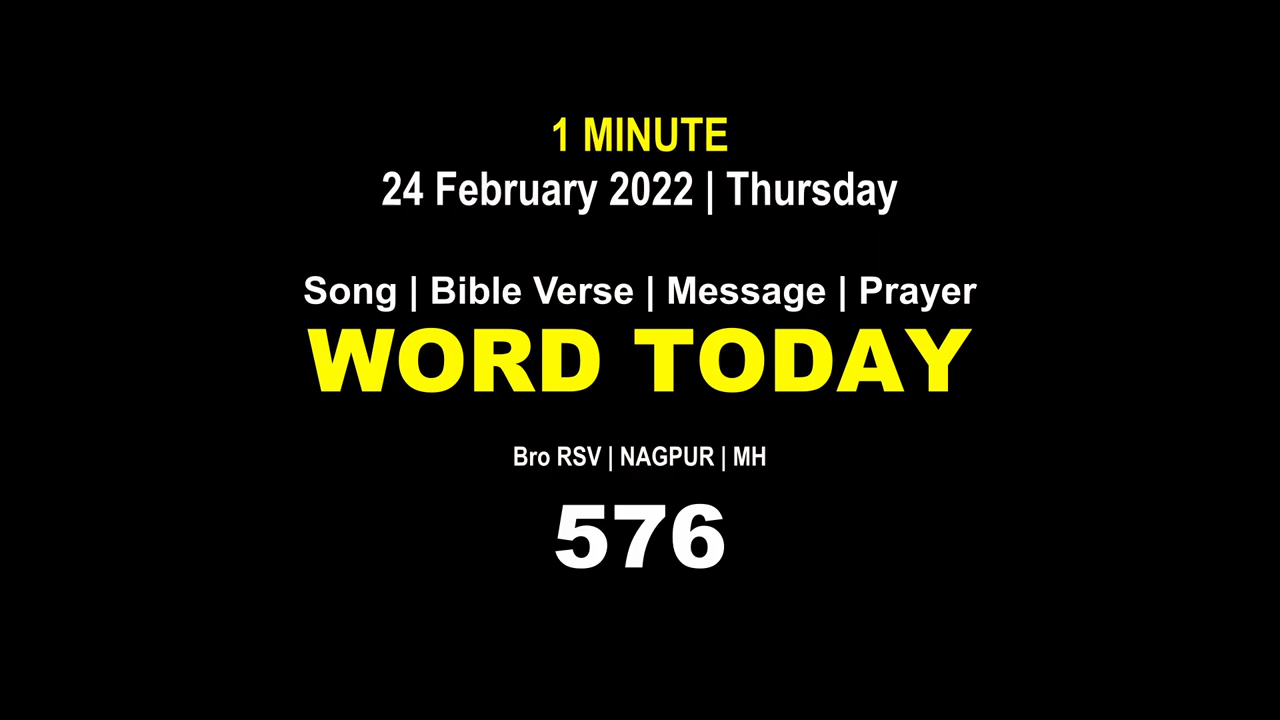 1 MINUTE
24 February 2022 | Thursday
Song | Bible Verse | Message | Prayer
WORD TODAY
Bro RSV | NAGPUR | MH
576